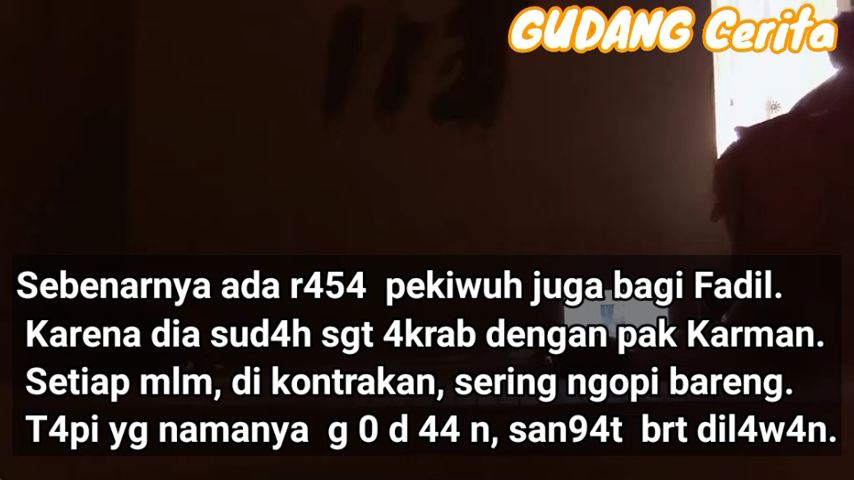 GUDANG Cerita
Sebenarnya ada r454 pekiwuh juga bagi Fadil.
Karena dia sud4h sgt 4krab dengan pak Karman.
Setiap mlm, di kontrakan, sering ngopi bareng.
T4pi yg namanya g 0 d 44 n, san94t brt dil4w4n.